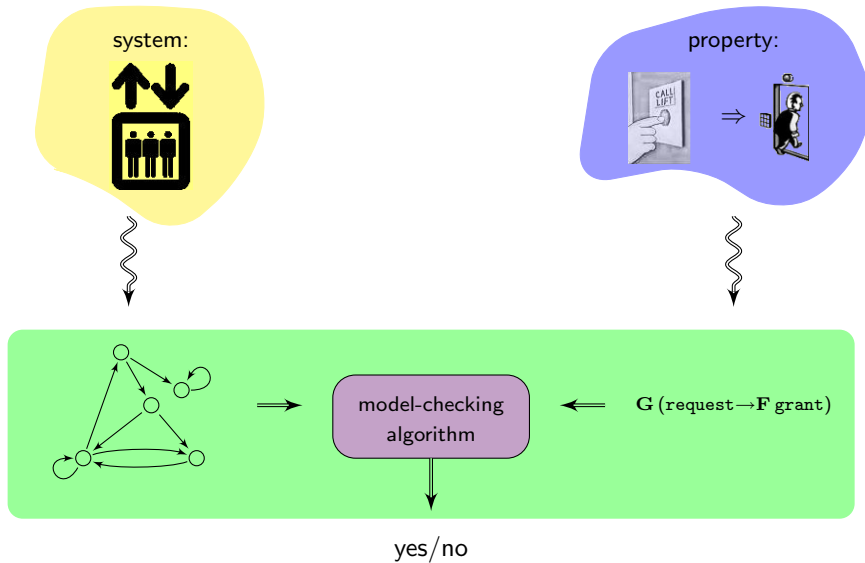 system:
property:
CALL
LIFT
⇒
model-checking
algorithm
G (request→F grant)
yes/no